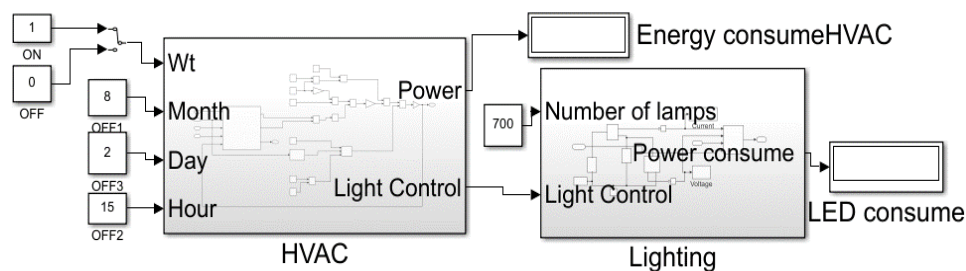 1
ON
0
OFF
8
OFF1
2
OFF3
15
OFF2
Wt
Month
Day
Hour
Power
Light Control
HVAC
Energy consumeHVAC
700
Number of lamps
Current
Power consume
Voltage
Light Control
Lighting
LED consume